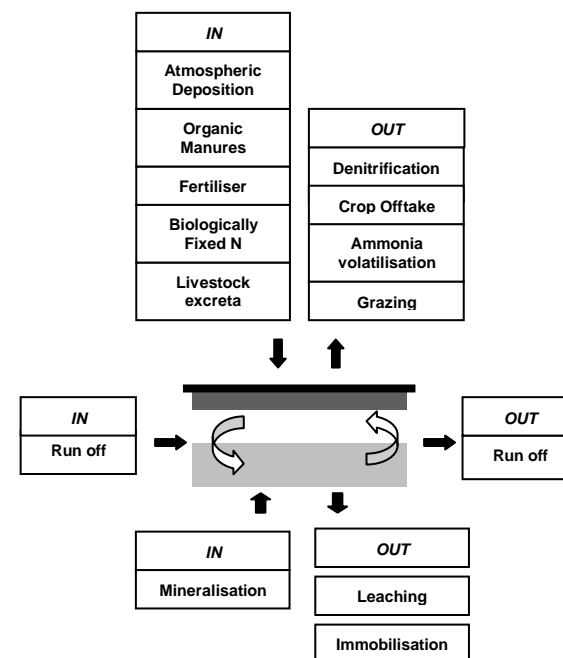 IN
Atmospheric
Deposition
Organic
Manures
Fertiliser
Biologically
Fixed N
Livestock
excreta
OUT
Denitrification
Crop Offtake
Ammonia
volatilisation
Grazing
IN
Run off
OUT
Run off
IN
Mineralisation
OUT
Leaching
Immobilisation